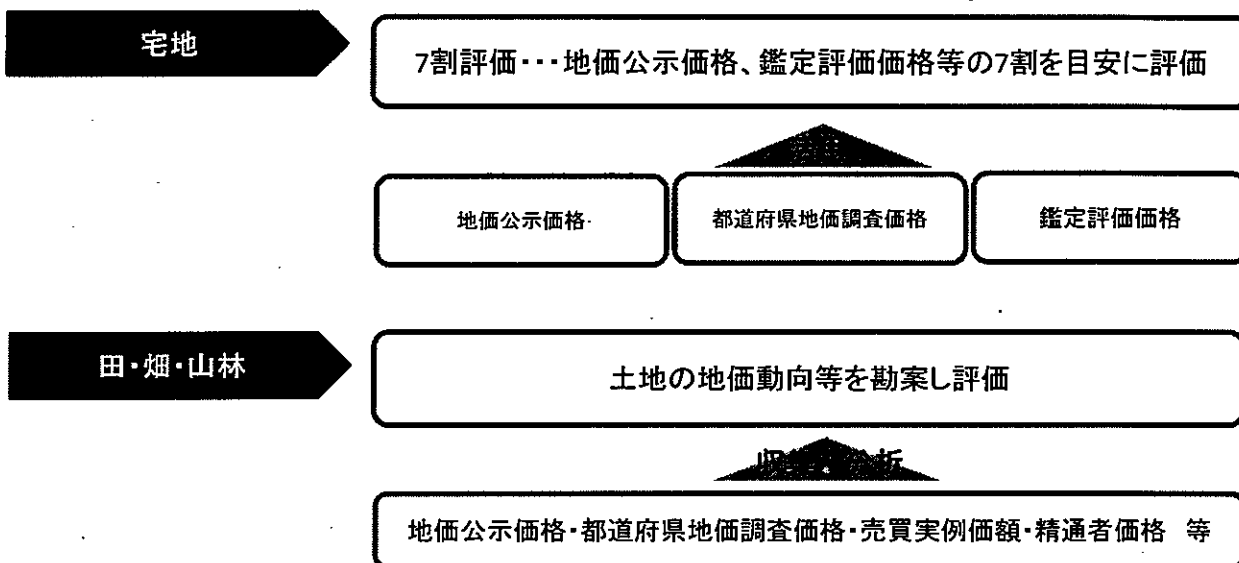 宅地
7割評価・・・地価公示価格、鑑定評価価格等の7割を目安に評価
地価公示価格
都道府県地価調査価格
鑑定評価価格
田・畑・山林
土地の地価動向等を勘案し評価
地価公示価格・都道府県地価調査価格・売買実例価額・精通者価格 等